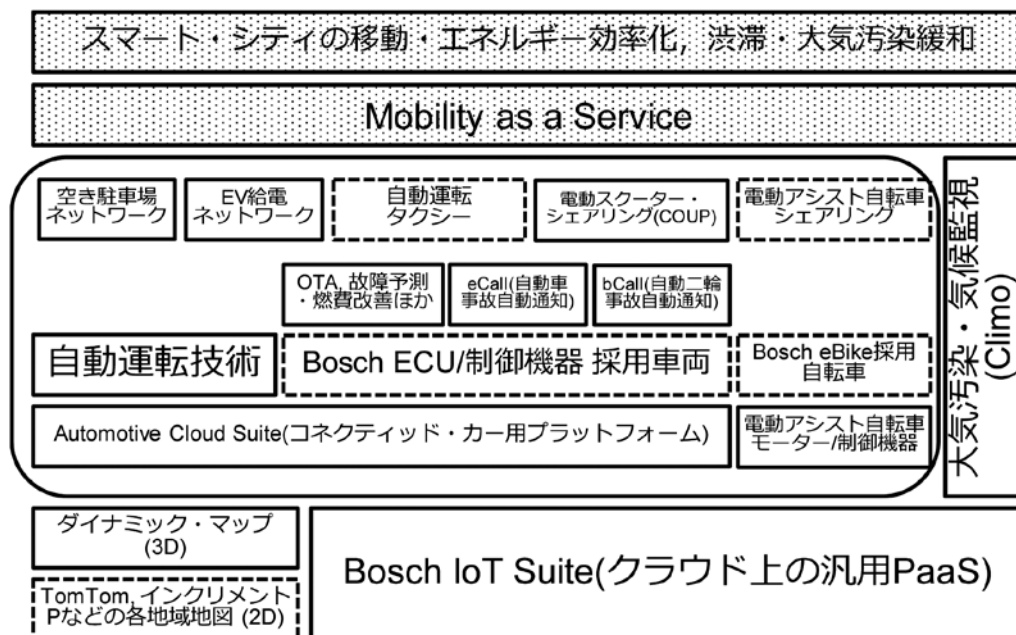 スマート・シティの移動・エネルギー効率化, 渋滞・大気汚染緩和
Mobility as a Service
空き駐車場
ネットワーク
EV給電
ネットワーク
自動運転
タクシー
電動スクーター・
シェアリング(COUP)
電動アシスト自転車
シェアリング
OTA, 故障予測
・燃費改善ほか
eCall(自動車
事故自動通知)
bCall(自動二輪
事故自動通知)
自動運転技術
Bosch ECU/制御機器 採用車両
Bosch eBike採用
自転車
Automotive Cloud Suite(コネクティッド・カー用プラットフォーム)
電動アシスト自転車
モーター/制御機器
大気汚染・気候監視
(Climo)
ダイナミック・マップ
(3D)
TomTom, インクリメント
Pなどの各地域地図 (2D)
Bosch IoT Suite(クラウド上の汎用PaaS)